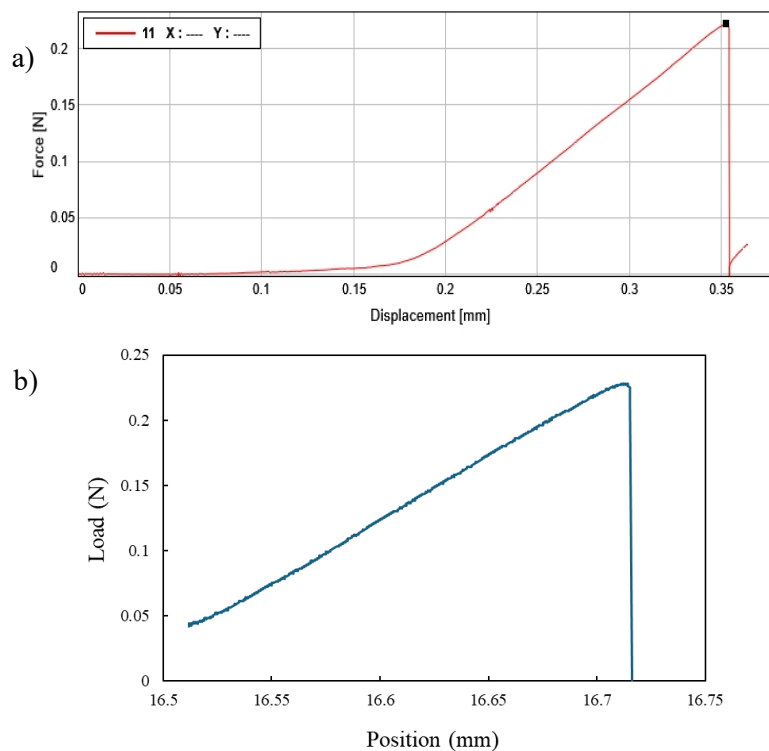 a)
11 X : ---- Y : ----
Force [N]
0.2
0.15
0.1
0.05
0
0 0.05 0.1 0.15 0.2 0.25 0.3 0.35
Displacement [mm]
b)
Load (N)
0.25
0.2
0.15
0.1
0.05
0
16.5 16.55 16.6 16.65 16.7 16.75
Position (mm)